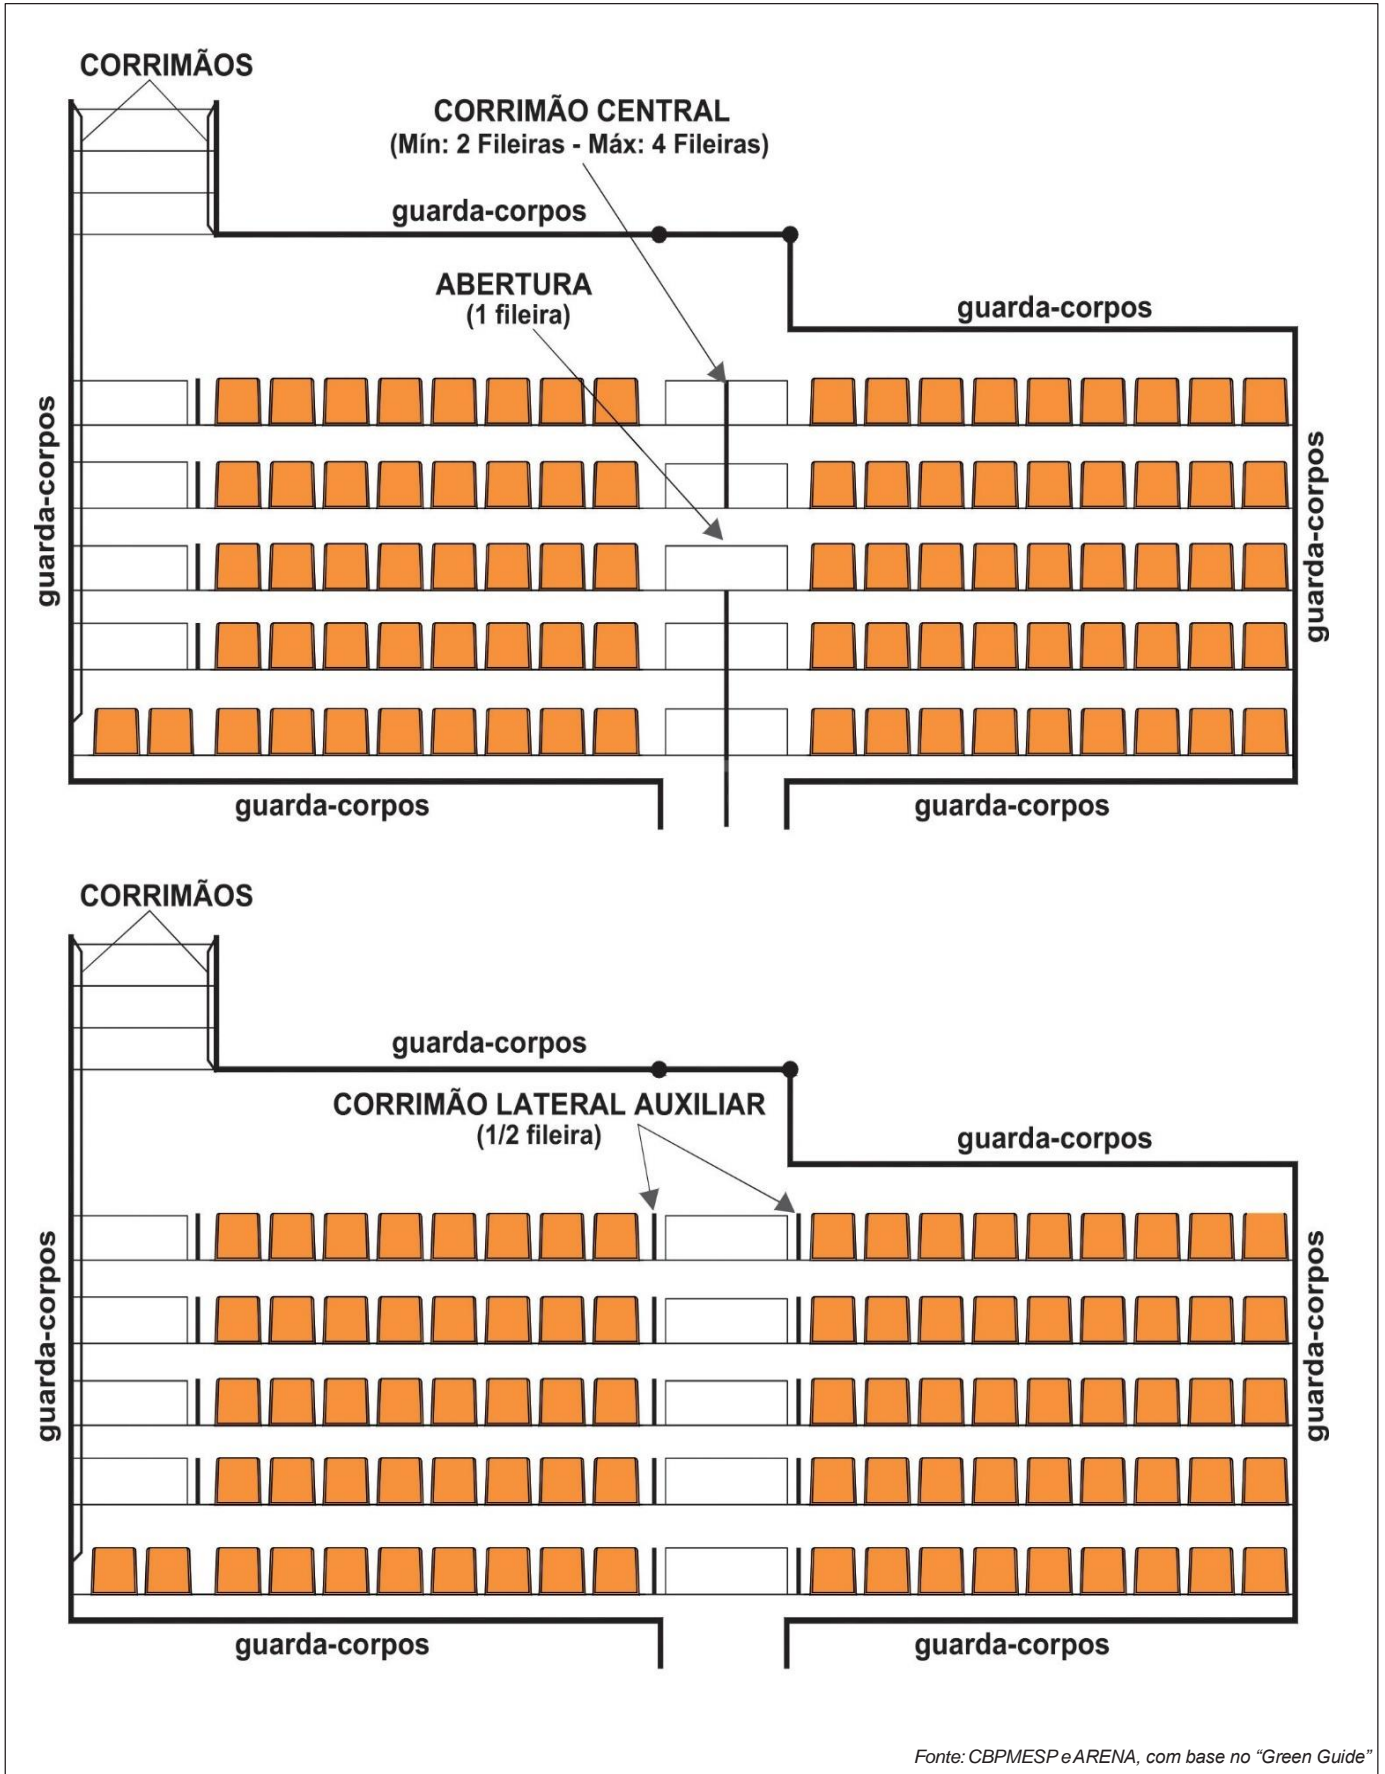 CORRIMÃOS
CORRIMÃO CENTRAL
(Mín: 2 Fileiras - Máx: 4 Fileiras)
guarda-corpos
ABERTURA
(1 fileira)
guarda-corpos
guarda-corpos
guarda-corpos
guarda-corpos
guarda-corpos
CORRIMÃOS
guarda-corpos
CORRIMÃO LATERAL AUXILIAR
(1/2 fileira)
guarda-corpos
guarda-corpos
guarda-corpos
guarda-corpos
guarda-corpos
Fonte: CBPMESP e ARENA, com base no “Green Guide”